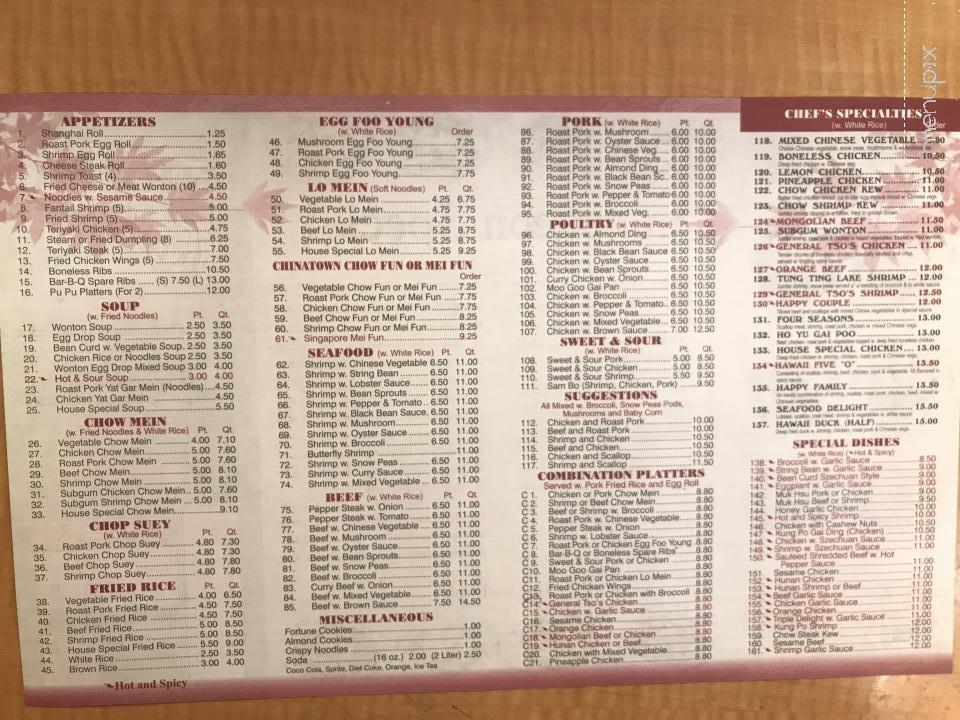 menupix
APPETIZERS
1. Shanghai Roll 1.25
2. Roast Pork Egg Roll 1.50
3. Shrimp Egg Roll 1.65
4. Cheese Steak Roll 1.60
5. Shrimp Toast (4) 3.50
6. Fried Cheese or Meat Wonton (10) 4.50
7. Noodles w. Sesame Sauce 4.50
8. Fantail Shrimp (5) 5.00
9. Fried Shrimp (5) 5.00
10. Teriyaki Chicken (5) 4.75
11. Steam or Fried Dumpling (8) 6.25
12. Teriyaki Steak (5) 7.00
13. Fried Chicken Wings (5) 7.50
14. Boneless Ribs 10.50
15. Bar-B-Q Spare Ribs (S) 7.50 (L) 13.00
16. Pu Pu Platters (For 2) 12.00
SOUP
(w. Fried Noodles) Pt. Qt.
17. Wonton Soup 2.50 3.50
18. Egg Drop Soup 2.50 3.50
19. Bean Curd w. Vegetable Soup 2.50 3.50
20. Chicken Rice or Noodles Soup 2.50 3.50
21. Wonton Egg Drop Mixed Soup 3.00 4.00
22. Hot & Sour Soup 3.00 4.00
23. Roast Pork Yat Gar Mein (Noodles) 4.50
24. Chicken Yat Gar Mein 4.50
25. House Special Soup 5.50
CHOW MEIN
(w. Fried Noodles & White Rice) Pt. Qt.
26. Vegetable Chow Mein 4.00 7.10
27. Chicken Chow Mein 5.00 7.60
28. Roast Pork Chow Mein 5.00 7.60
29. Beef Chow Mein 5.00 8.10
30. Shrimp Chow Mein 5.00 8.10
31. Subgum Chicken Chow Mein 5.00 7.60
32. Subgum Shrimp Chow Mein 5.00 8.10
33. House Special Chow Mein 9.10
CHOP SUEY
(w. White Rice) Pt. Qt.
34. Roast Pork Chop Suey 4.80 7.30
35. Chicken Chop Suey 4.80 7.30
36. Beef Chop Suey 4.80 7.80
37. Shrimp Chop Suey 4.80 7.80
FRIED RICE Pt. Qt.
38. Vegetable Fried Rice 4.00 6.50
39. Roast Pork Fried Rice 4.50 7.50
40. Chicken Fried Rice 4.50 7.50
41. Beef Fried Rice 5.00 8.50
42. Shrimp Fried Rice 5.00 8.50
43. House Special Fried Rice 5.50 9.00
44. White Rice 2.50 3.50
45. Brown Rice 3.00 4.00
Hot and Spicy
EGG FOO YOUNG
(w. White Rice) Order
46. Mushroom Egg Foo Young 7.25
47. Roast Pork Egg Foo Young 7.25
48. Chicken Egg Foo Young 7.25
49. Shrimp Egg Foo Young 7.75
LO MEIN (Soft Noodles) Pt. Qt.
50. Vegetable Lo Mein 4.25 6.75
51. Roast Pork Lo Mein 4.75 7.75
52. Chicken Lo Mein 4.75 7.75
53. Beef Lo Mein 5.25 8.75
54. Shrimp Lo Mein 5.25 8.75
55. House Special Lo Mein 5.25 9.25
CHINATOWN CHOW FUN OR MEI FUN
Order
56. Vegetable Chow Fun or Mei Fun 7.25
57. Roast Pork Chow Fun or Mei Fun 7.75
58. Chicken Chow Fun or Mei Fun 7.75
59. Beef Chow Fun or Mei Fun 8.25
60. Shrimp Chow Fun or Mei Fun 8.25
61. Singapore Mei Fun 9.25
SEAFOOD (w. White Rice) Pt. Qt.
62. Shrimp w. Chinese Vegetable 6.50 11.00
63. Shrimp w. String Bean 6.50 11.00
64. Shrimp w. Lobster Sauce 6.50 11.00
65. Shrimp w. Bean Sprouts 6.50 11.00
66. Shrimp w. Pepper & Tomato 6.50 11.00
67. Shrimp w. Black Bean Sauce 6.50 11.00
68. Shrimp w. Mushroom 6.50 11.00
69. Shrimp w. Oyster Sauce 6.50 11.00
70. Shrimp w. Broccoli 6.50 11.00
71. Butterfly Shrimp 11.00
72. Shrimp w. Snow Peas 6.50 11.00
73. Shrimp w. Curry Sauce 6.50 11.00
74. Shrimp w. Mixed Vegetable 6.50 11.00
BEEF (w. White Rice) Pt. Qt.
75. Pepper Steak w. Onion 6.50 11.00
76. Pepper Steak w. Tomato 6.50 11.00
77. Beef w. Chinese Vegetable 6.50 11.00
78. Beef w. Mushroom 6.50 11.00
79. Beef w. Oyster Sauce 6.50 11.00
80. Beef w. Bean Sprouts 6.50 11.00
81. Beef w. Snow Peas 6.50 11.00
82. Beef w. Broccoli 6.50 11.00
83. Curry Beef w. Onion 6.50 11.00
84. Beef w. Mixed Vegetable 6.50 11.00
85. Beef w. Brown Sauce 7.50 14.50
MISCELLANEOUS
Fortune Cookies 1.00
Almond Cookies 1.00
Crispy Noodles 1.00
Soda (16 oz.) 2.00 (2 Liter) 2.50
Coco Cola, Sprite, Diet Coke, Orange, Ice Tea
PORK (w. White Rice) Pt. Qt.
86. Roast Pork w. Mushroom 6.00 10.00
87. Roast Pork w. Oyster Sauce 6.00 10.00
88. Roast Pork w. Chinese Veg. 6.00 10.00
89. Roast Pork w. Bean Sprouts 6.00 10.00
90. Roast Pork w. Almond Ding 6.00 10.00
91. Roast Pork w. Black Bean Sc. 6.00 10.00
92. Roast Pork w. Snow Peas 6.00 10.00
93. Roast Pork w. Pepper & Tomato 6.00 10.00
94. Roast Pork w. Broccoli 6.00 10.00
95. Roast Pork w. Mixed Veg. 6.00 10.00
POULTRY (w. White Rice) Pt. Qt.
96. Chicken w. Almond Ding 6.50 10.50
97. Chicken w. Mushrooms 6.50 10.50
98. Chicken w. Black Bean Sauce 6.50 10.50
99. Chicken w. Oyster Sauce 6.50 10.50
100. Chicken w. Bean Sprouts 6.50 10.50
101. Curry Chicken w. Onion 6.50 10.50
102. Moo Goo Gai Pan 6.50 10.50
103. Chicken w. Broccoli 6.50 10.50
104. Chicken w. Pepper & Tomato 6.50 10.50
105. Chicken w. Snow Peas 6.50 10.50
106. Chicken w. Mixed Vegetable 6.50 10.50
107. Chicken w. Brown Sauce 7.00 12.50
SWEET & SOUR
(w. White Rice) Pt. Qt.
108. Sweet & Sour Pork 5.00 8.50
109. Sweet & Sour Chicken 5.00 8.50
110. Sweet & Sour Shrimp 5.50 9.50
111. Sam Bo (Shrimp, Chicken, Pork) 9.50
SUGGESTIONS
All Mixed w. Broccoli, Snow Peas Pods,
Mushrooms and Baby Corn
112. Chicken and Roast Pork 10.00
113. Beef and Roast Pork 10.00
114. Shrimp and Chicken 10.50
115. Beef and Chicken 10.50
116. Chicken and Scallop 11.50
117. Shrimp and Scallop 11.50
COMBINATION PLATTERS
Served w. Pork Fried Rice and Egg Roll
C 1. Chicken or Pork Chow Mein 8.80
C 2. Shrimp or Beef Chow Mein 8.80
C 3. Beef or Shrimp w. Broccoli 8.80
C 4. Roast Pork w. Chinese Vegetable 8.80
C 5. Pepper Steak w. Onion 8.80
C 6. Shrimp w. Lobster Sauce 8.80
C 7. Roast Pork or Chicken Egg Foo Young 8.80
C 8. Bar-B-Q or Boneless Spare Ribs 8.80
C 9. Sweet & Sour Pork or Chicken 8.80
C10. Moo Goo Gai Pan 8.80
C11. Roast Pork or Chicken Lo Mein 8.80
C12. Fried Chicken Wings 8.80
C13. Roast Pork or Chicken with Broccoli 8.80
C14. General Tso's Chicken 8.80
C15. Chicken w. Garlic Sauce 8.80
C16. Sesame Chicken 8.80
C17. Orange Chicken 8.80
C18. Mongolian Beef or Chicken 8.80
C19. Hunan Chicken or Beef 8.80
C20. Chicken with Mixed Vegetable 8.80
C21. Pineapple Chicken 8.80
CHEF'S SPECIALTIES
(w. White Rice)
118. MIXED CHINESE VEGETABLE
119. BONELESS CHICKEN 10.50
120. LEMON CHICKEN 10.50
121. PINEAPPLE CHICKEN 11.00
122. CHOW CHICKEN KEW 11.00
123. CHOW SHRIMP KEW 11.00
124. MONGOLIAN BEEF 11.50
125. SUBGUM WONTON 11.00
126. GENERAL TSO'S CHICKEN 11.00
127. ORANGE BEEF 12.00
128. TUNG TING LAKE SHRIMP 12.00
129. GENERAL TSO'S SHRIMP 12.50
130. HAPPY COUPLE 12.00
131. FOUR SEASONS 13.00
132. HO YU GAI POO 13.00
133. HOUSE SPECIAL CHICKEN 13.00
134. HAWAII FIVE "O" 13.50
135. HAPPY FAMILY 13.50
136. SEAFOOD DELIGHT 15.50
137. HAWAII DUCK (HALF) 15.00
SPECIAL DISHES
(w. White Rice) (Hot & Spicy)
138. Broccoli w. Garlic Sauce 8.50
139. String Bean w. Garlic Sauce 9.00
140. Bean Curd Szechuan Style 9.00
141. Eggplant w. Garlic Sauce 9.00
142. Muk Hsu Pork or Chicken 9.00
143. Muk Hsu Beef or Shrimp 9.50
144. Honey Garlic Chicken 10.00
145. Hot and Spicy Shrimp 10.00
146. Chicken with Cashew Nuts 10.50
147. Kung Po Gai Ding (Chicken) 10.50
148. Chicken w. Szechuan Sauce 11.00
149. Shrimp w. Szechuan Sauce 11.00
150. Sauteed Shredded Beef w. Hot
Pepper Sauce 11.00
151. Sesame Chicken 11.00
152. Hunan Chicken 11.00
153. Hunan Shrimp or Beef
154. Beef w. Garlic Sauce
155. Chicken w. Garlic Sauce
156. Orange Chicken
157. Triple Delight w. Garlic Sauce
158. Kung Po Shrimp
159. Chow Steak Kew 12.00
160. Sesame Beef 12.00
161. Shrimp w. Garlic Sauce 12.00